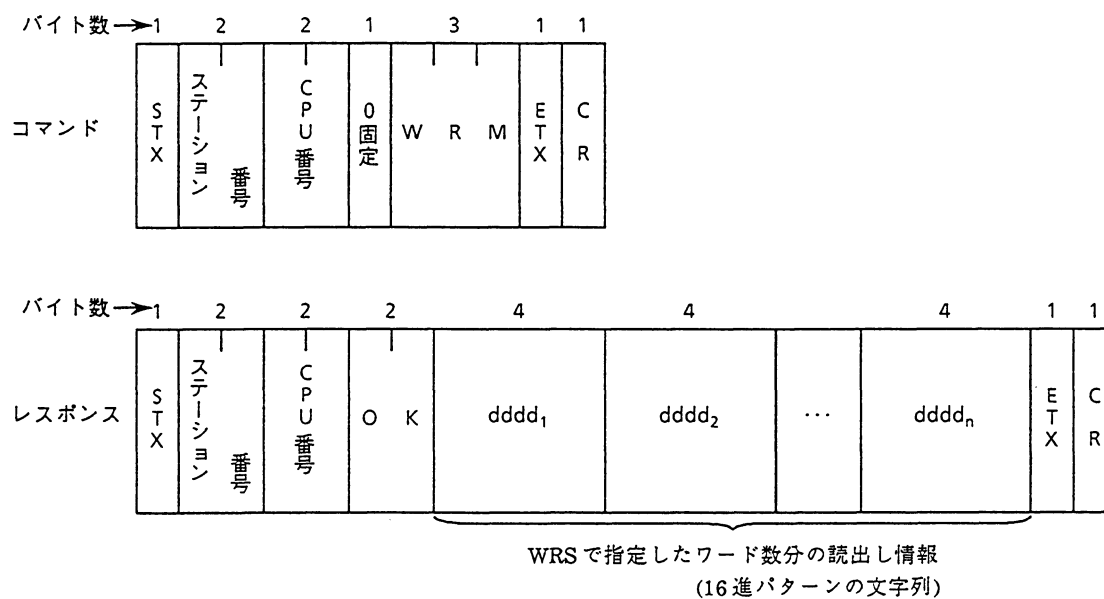 バイト数→1 2 2 1 3 1 1
コマンド
STX
ステーション番号
CPU番号
0固定
W R M
ETX
CR
バイト数→1 2 2 2 4 4 4 1 1
レスポンス
STX
ステーション番号
CPU番号
O K
dddd₁
dddd₂
…
ddddₙ
ETX
CR
WRSで指定したワード数分の読出し情報
(16進パターンの文字列)